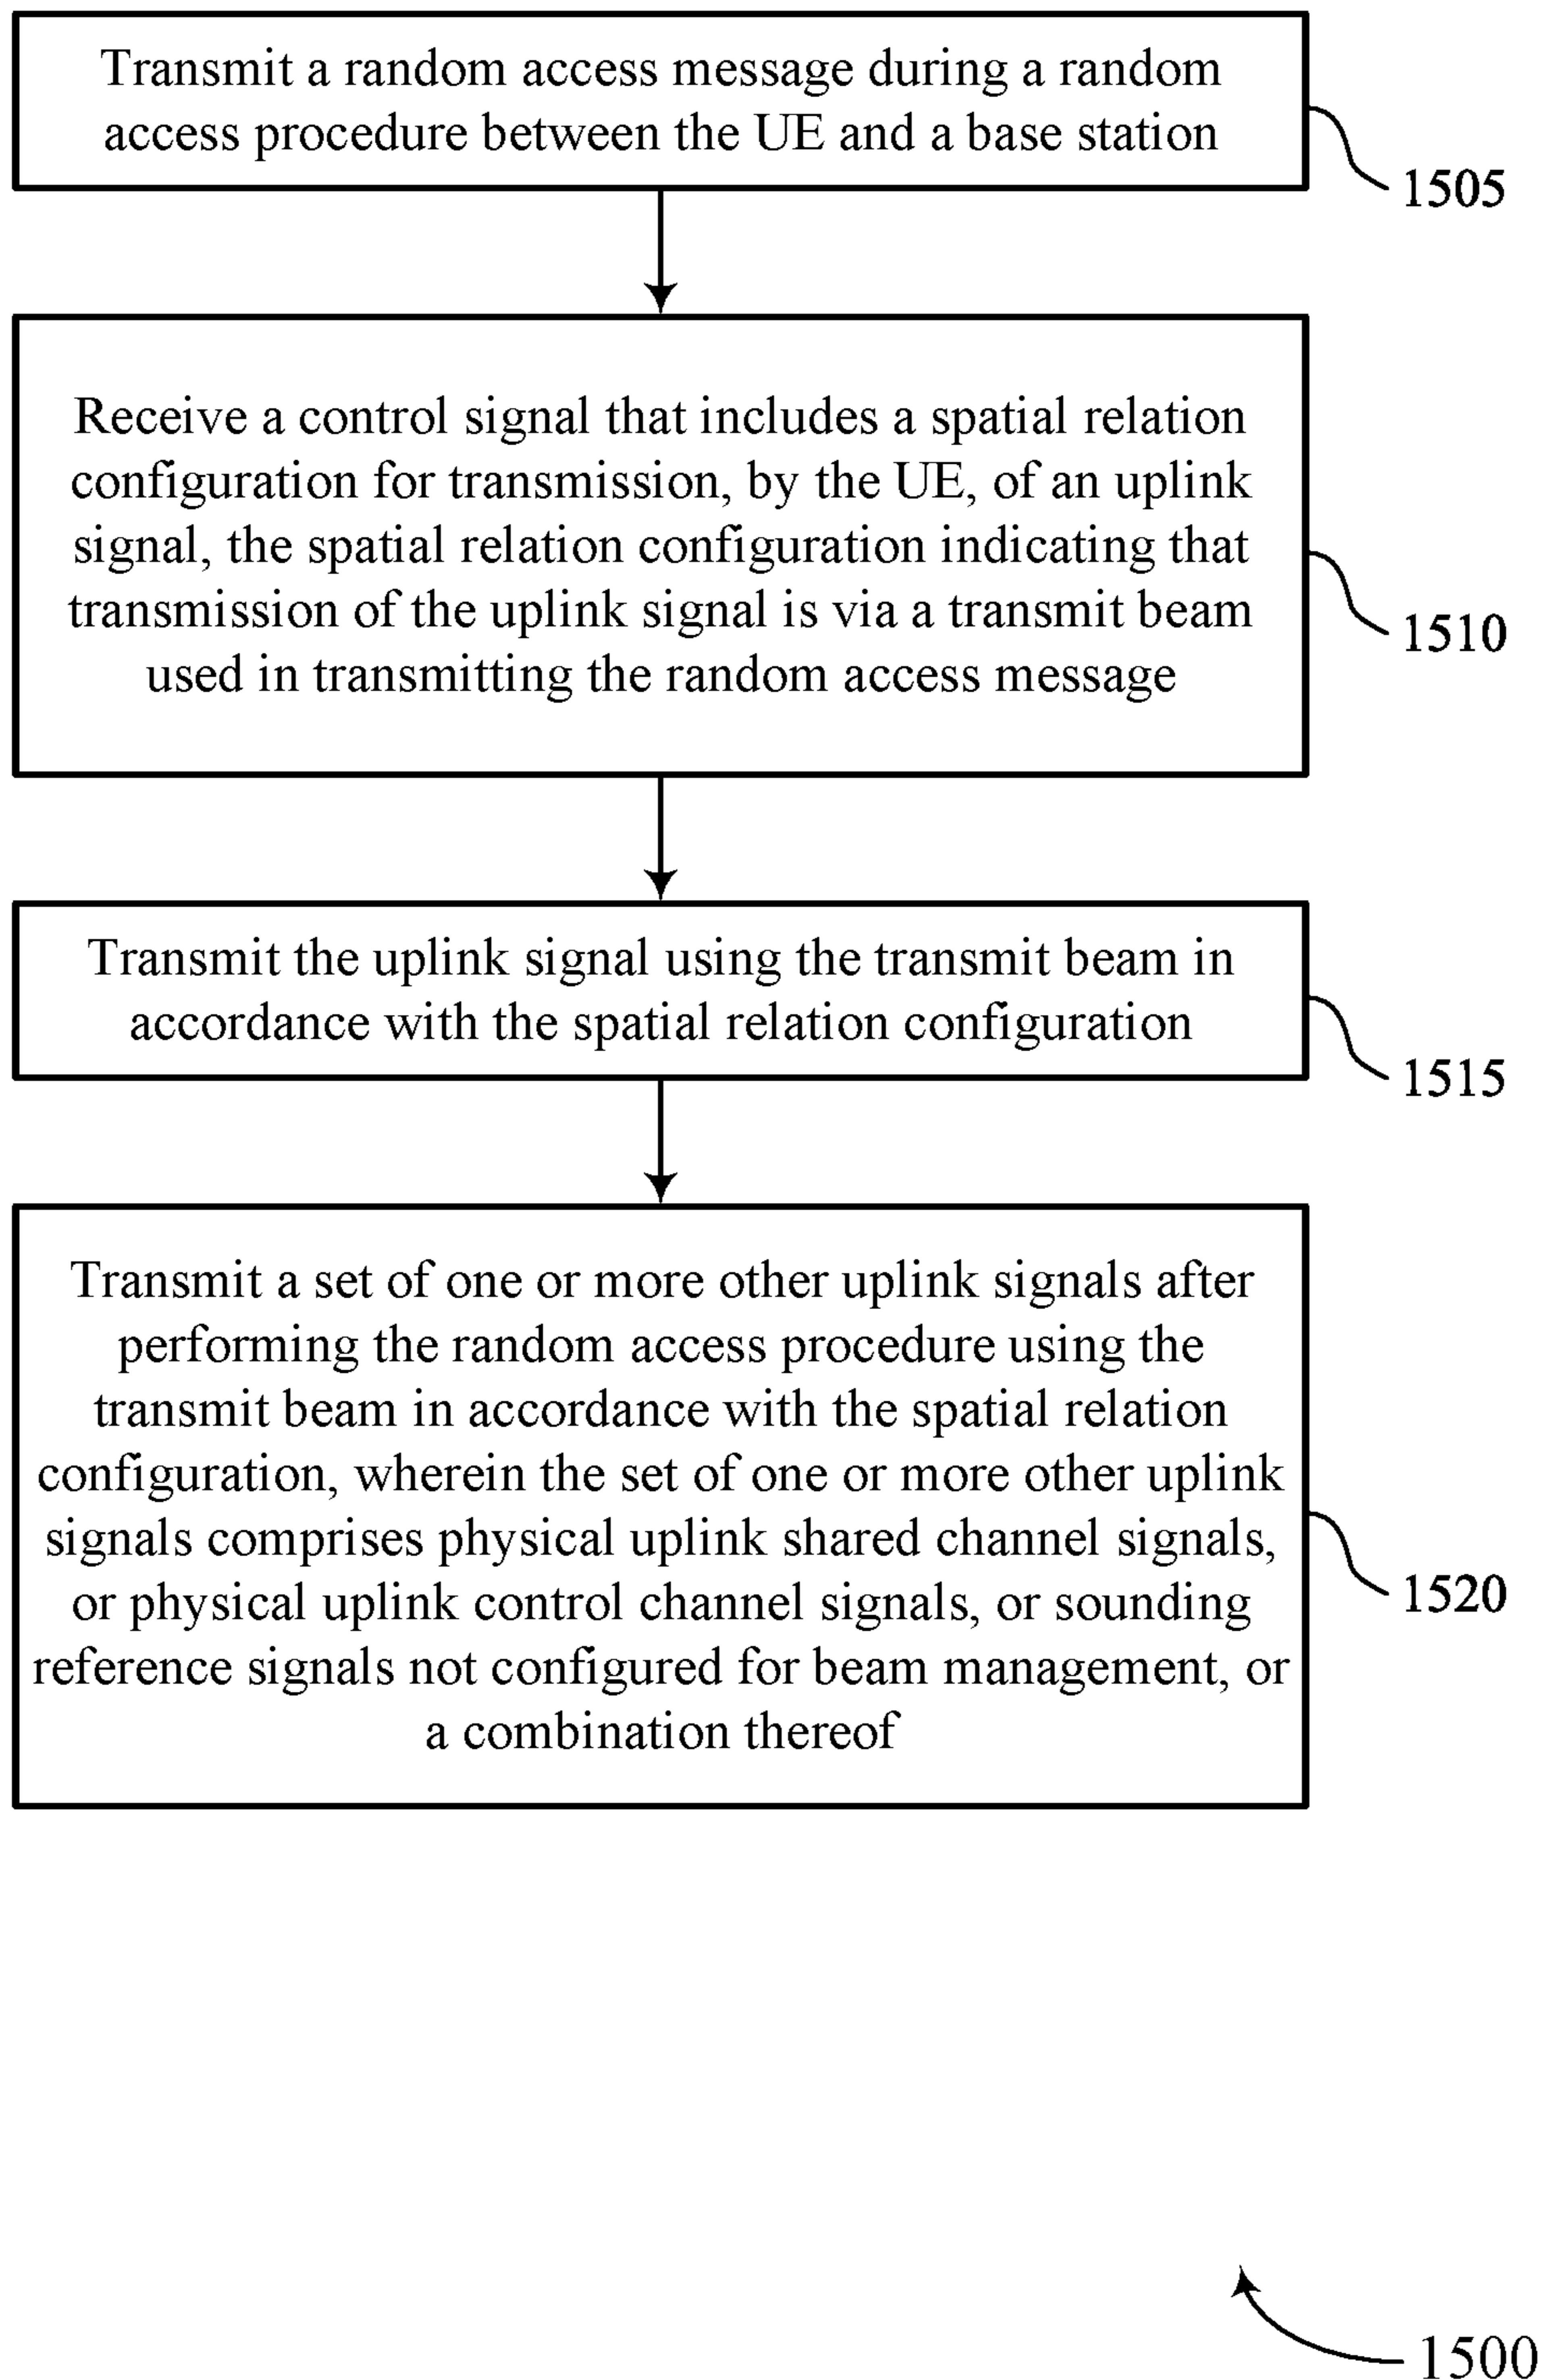 Transmit a random access message during a random
access procedure between the UE and a base station
1505
Receive a control signal that includes a spatial relation
configuration for transmission, by the UE, of an uplink
signal, the spatial relation configuration indicating that
transmission of the uplink signal is via a transmit beam
used in transmitting the random access message
1510
Transmit the uplink signal using the transmit beam in
accordance with the spatial relation configuration
1515
Transmit a set of one or more other uplink signals after
performing the random access procedure using the
transmit beam in accordance with the spatial relation
configuration, wherein the set of one or more other uplink
signals comprises physical uplink shared channel signals,
or physical uplink control channel signals, or sounding
reference signals not configured for beam management, or
a combination thereof
1520
1500